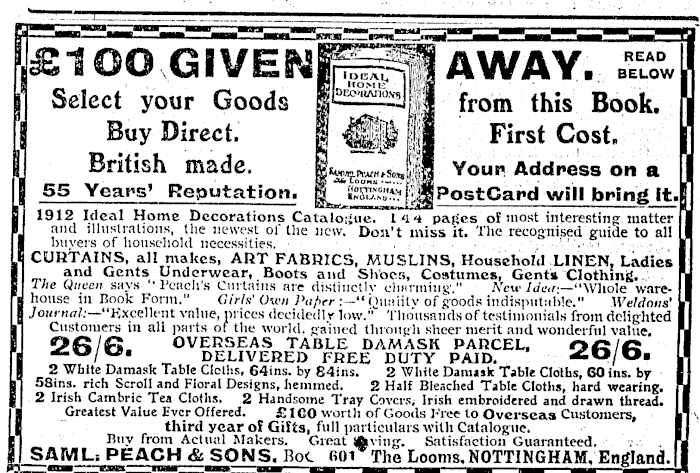 £100 GIVEN AWAY. READ BELOW
Select your Goods
Buy Direct.
British made.
55 Years' Reputation.
IDEAL
HOME
DECORATIONS
SAMUEL PEACH & SONS
The LOOMS
NOTTINGHAM
ENGLAND
from this Book.
First Cost.
Your Address on a
PostCard will bring it.
1912 Ideal Home Decorations Catalogue. 144 pages of most interesting matter
and illustrations, the newest of the new. Don't miss it. The recognised guide to all
buyers of household necessities.
CURTAINS, all makes, ART FABRICS, MUSLINS, Household LINEN, Ladies
and Gents Underwear, Boots and Shoes, Costumes, Gents Clothing.
The Queen says "Peach's Curtains are distinctly charming." New Idea:—"Whole ware-
house in Book Form." Girls' Own Paper:—"Quality of goods indisputable." Weldons'
Journal:—"Excellent value, prices decidedly low." Thousands of testimonials from delighted
Customers in all parts of the world, gained through sheer merit and wonderful value.
26/6. OVERSEAS TABLE DAMASK PARCEL, 26/6.
DELIVERED FREE DUTY PAID.
2 White Damask Table Cloths, 64ins. by 84ins. 2 White Damask Table Cloths, 60 ins. by
58ins. rich Scroll and Floral Designs, hemmed. 2 Half Bleached Table Cloths, hard wearing.
2 Irish Cambric Tea Cloths. 2 Handsome Tray Covers, Irish embroidered and drawn thread.
Greatest Value Ever Offered. £100 worth of Goods Free to Overseas Customers,
third year of Gifts, full particulars with Catalogue.
Buy from Actual Makers. Great Satisfaction Guaranteed.
SAML. PEACH & SONS, Box 601 The Looms, NOTTINGHAM, England.